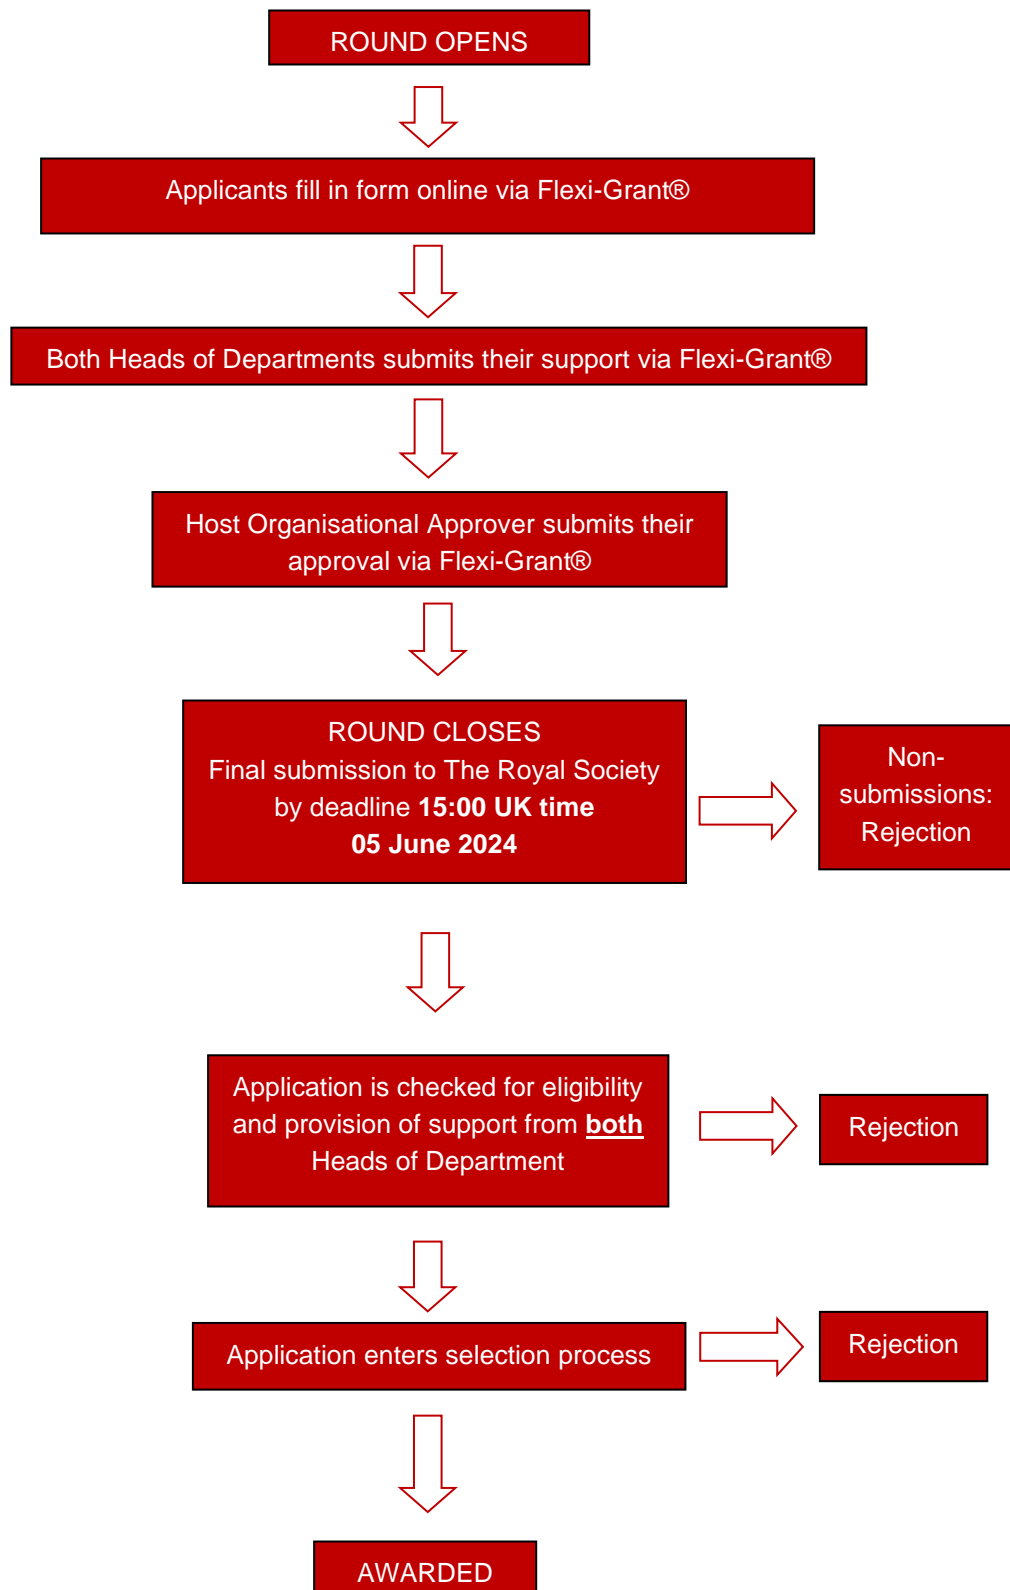 ROUND OPENS
Applicants fill in form online via Flexi-Grant®
Both Heads of Departments submits their support via Flexi-Grant®
Host Organisational Approver submits their
approval via Flexi-Grant®
ROUND CLOSES
Final submission to The Royal Society
by deadline 15:00 UK time
05 June 2024
Non-
submissions:
Rejection
Application is checked for eligibility
and provision of support from both
Heads of Department
Rejection
Application enters selection process
Rejection
AWARDED